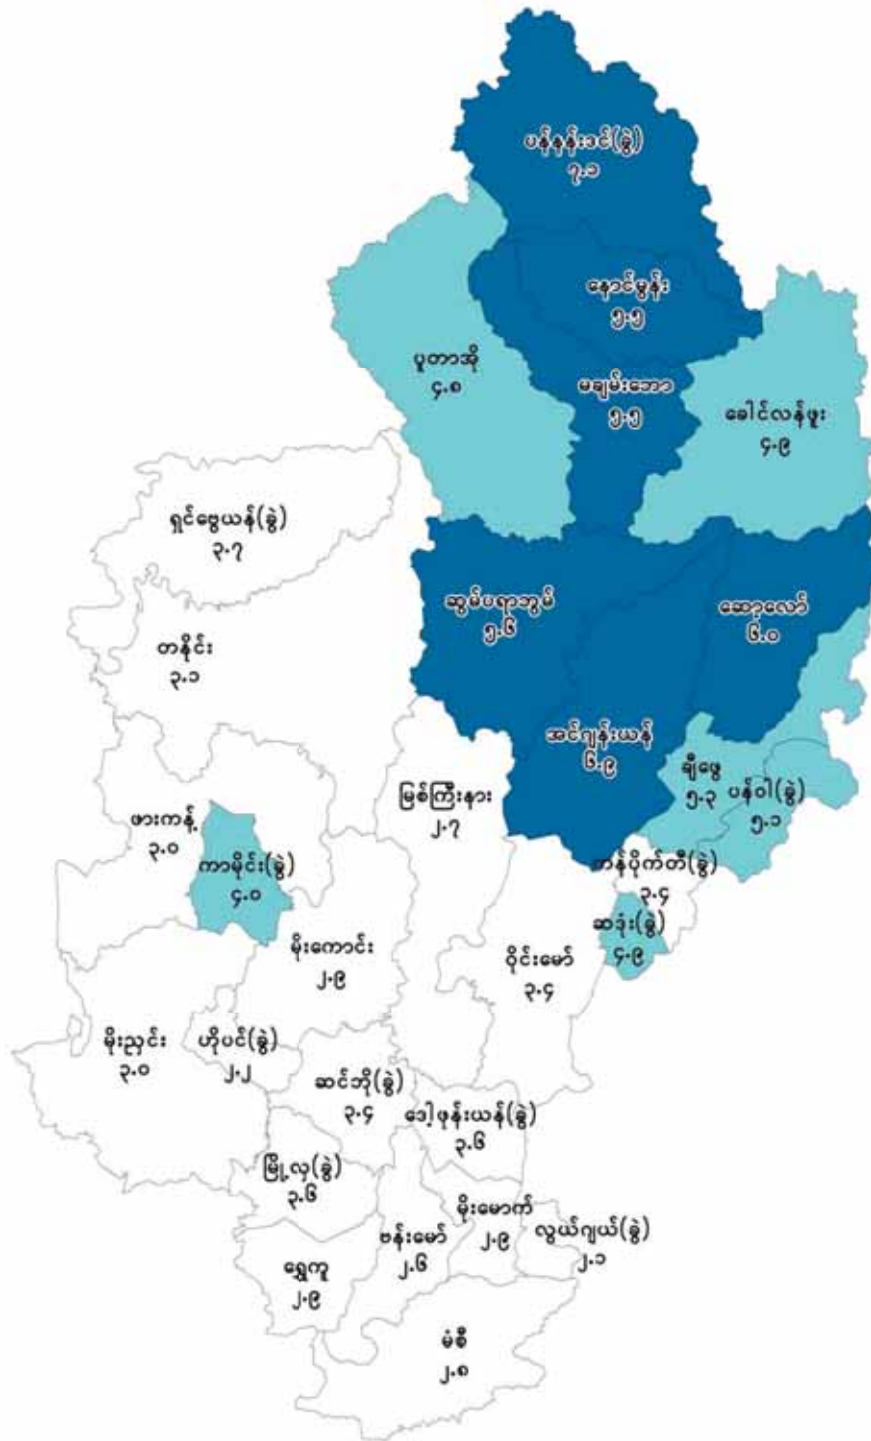 ပန်နန်းဒင်(ခွဲ)
၇.၁
နောင်မွန်း
၅.၅
ပူတာအို
၄.၈
မချမ်းဘော
၅.၅
ခေါင်လန်ဖူး
၄.၉
ရှင်ဗွေယန်(ခွဲ)
၃.၇
ဆွမ်ပရာဘွမ်
၅.၆
ဆော့လော်
၆.၀
တနိုင်း
၃.၁
အင်ဂျန်းယန်
၆.၉
ချီဖွေ
၅.၃
ပန်ဝါ(ခွဲ)
၅.၁
မြစ်ကြီးနား
၂.၇
ဖားကန့်
၃.၀
ကာမိုင်း(ခွဲ)
၄.၀
ကန်ပိုက်တီ(ခွဲ)
၃.၄
ဆဒုံး(ခွဲ)
၄.၉
မိုးကောင်း
၂.၉
ဝိုင်းမော်
၃.၄
မိုးညှင်း
၃.၀
ဟိုပင်(ခွဲ)
၂.၂
ဆင်ဘို(ခွဲ)
၃.၄
ဒေါ့ဖုန်းယန်(ခွဲ)
၃.၆
မြို့လှ(ခွဲ)
၃.၆
မိုးမောက်
၂.၉
ဗန်းမော်
၂.၆
လွယ်ဂျယ်(ခွဲ)
၂.၁
ရွှေကူ
၂.၉
မံစီ
၂.၈